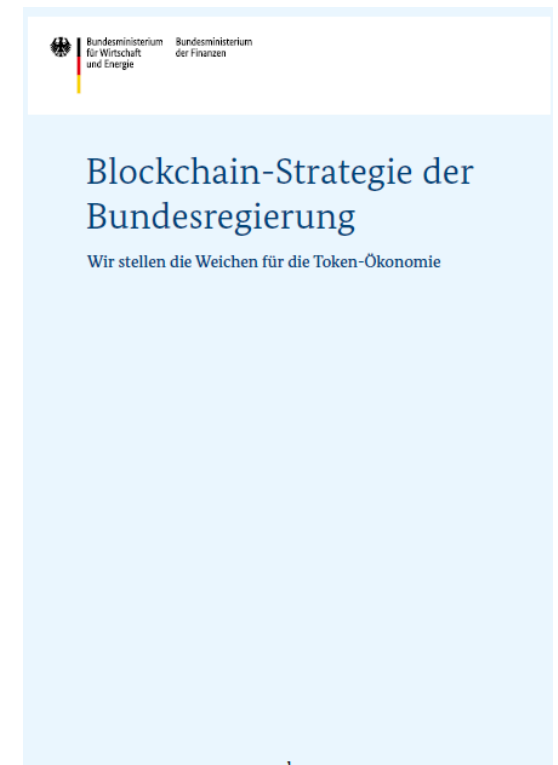 Bundesministerium
für Wirtschaft
und Energie
Bundesministerium
der Finanzen
Blockchain-Strategie der
Bundesregierung
Wir stellen die Weichen für die Token-Ökonomie